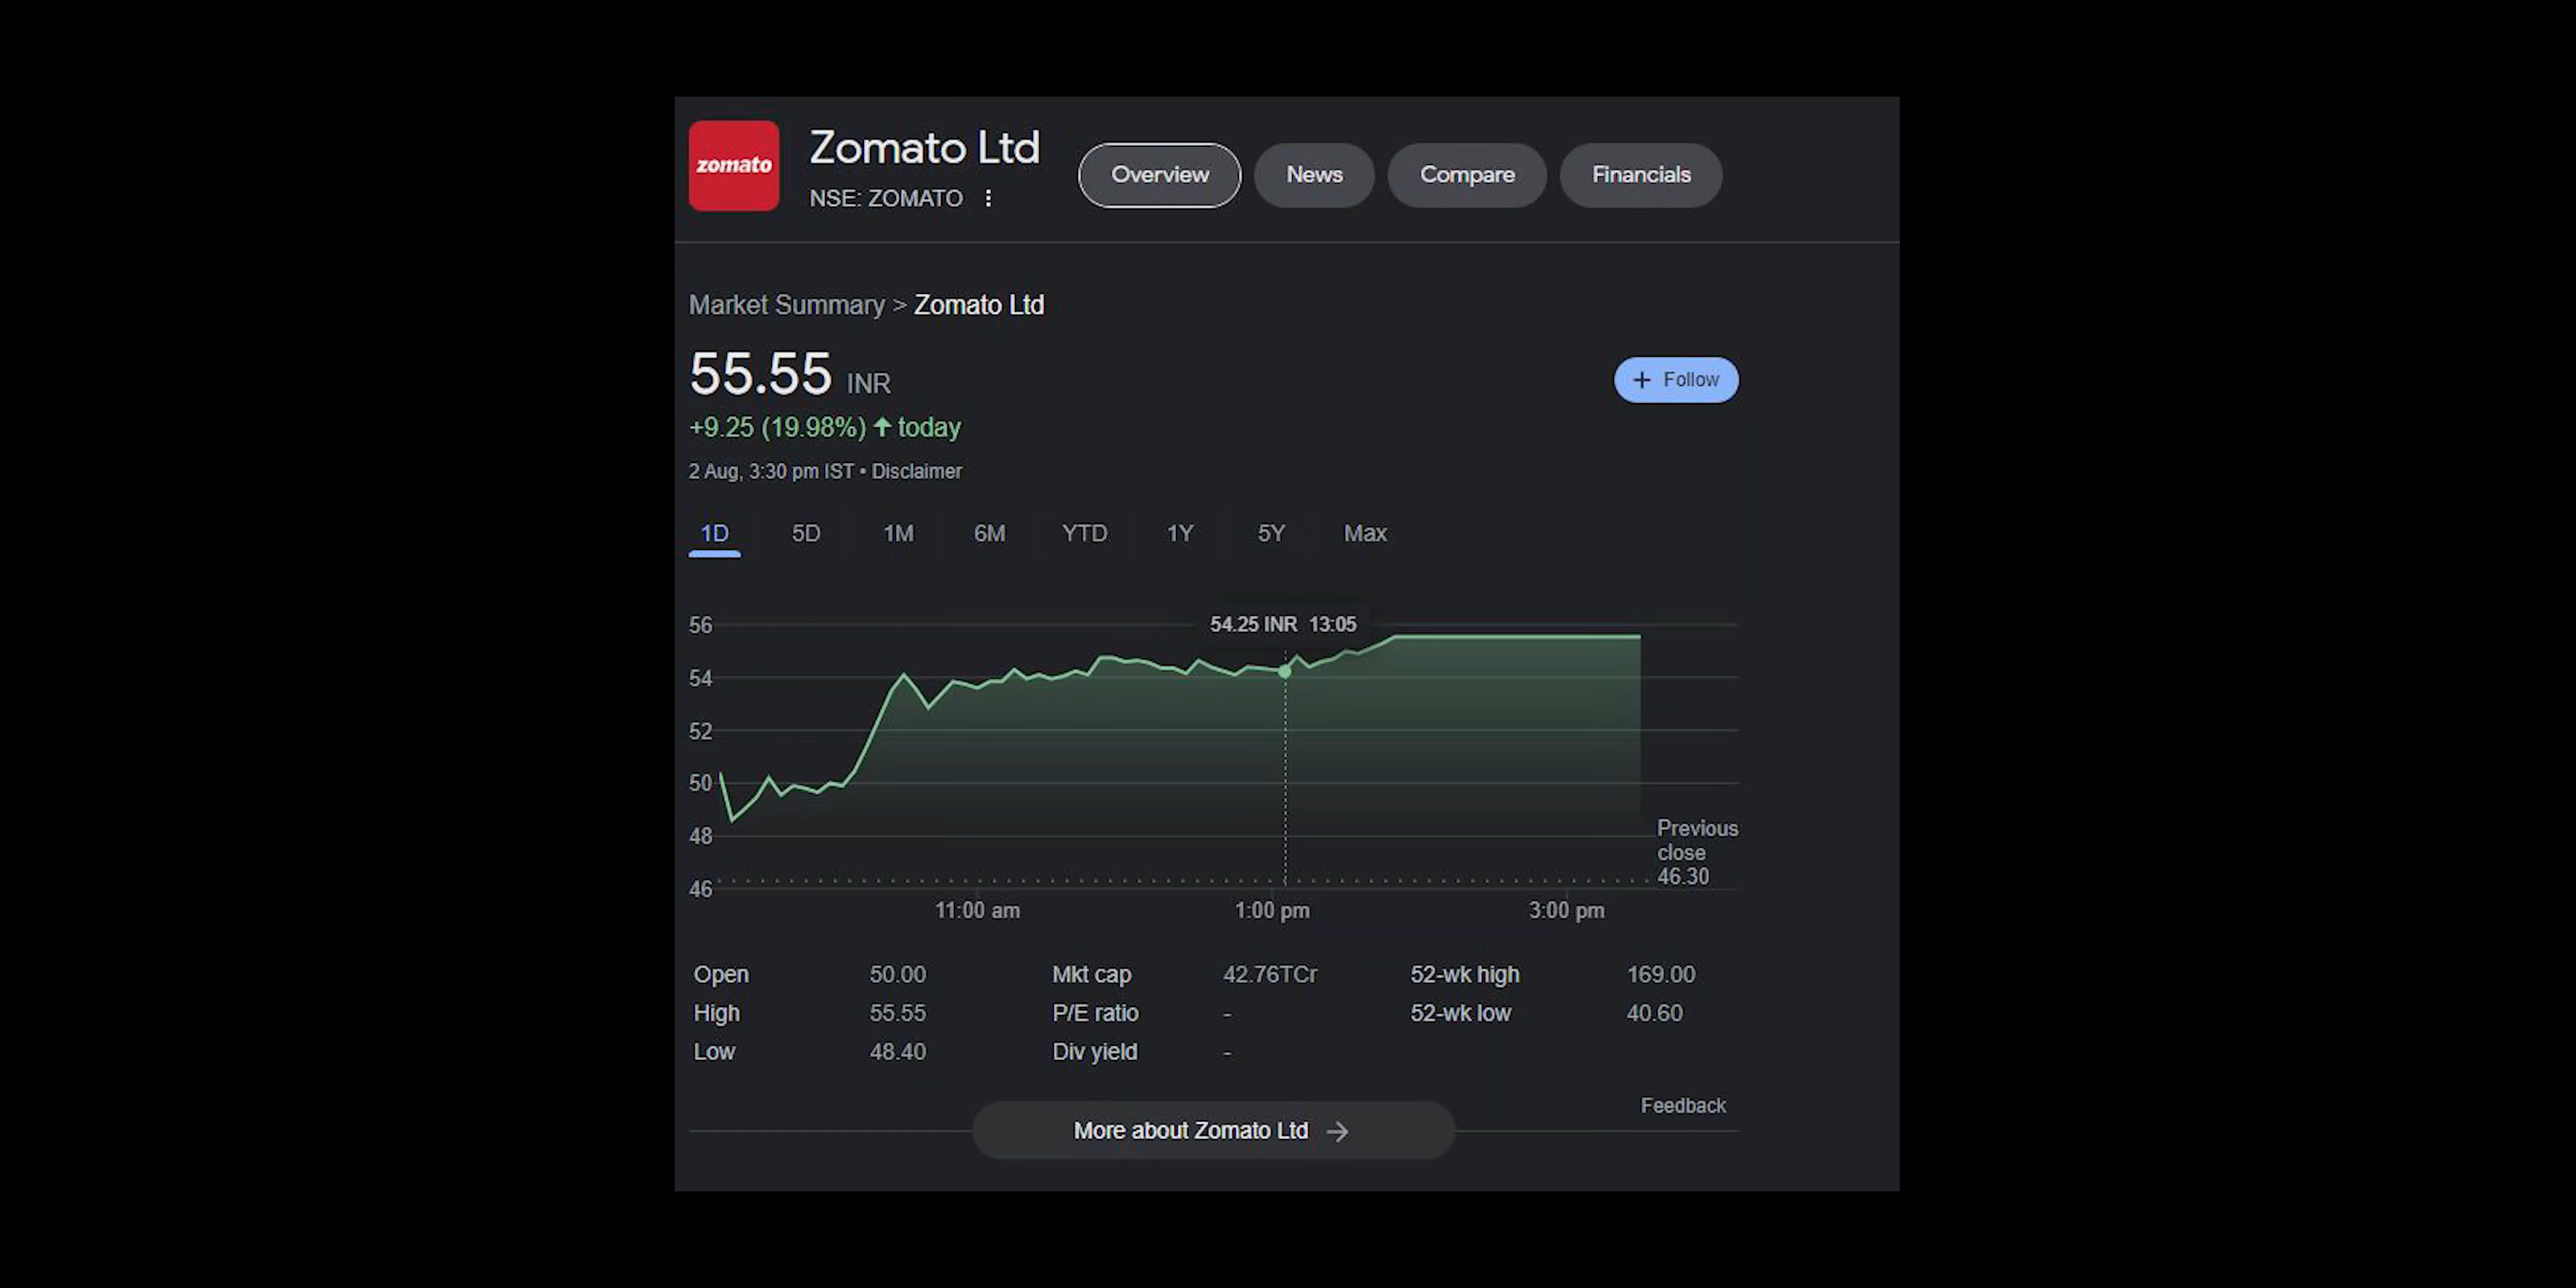 zomato
Zomato Ltd
NSE: ZOMATO
Overview News Compare Financials
Market Summary > Zomato Ltd
55.55 INR
+ Follow
+9.25 (19.98%) ↑ today
2 Aug, 3:30 pm IST • Disclaimer
1D 5D 1M 6M YTD 1Y 5Y Max
54.25 INR 13:05
56
54
52
50
48
46
Previous
close
46.30
11:00 am 1:00 pm 3:00 pm
Open 50.00 Mkt cap 42.76TCr 52-wk high 169.00
High 55.55 P/E ratio - 52-wk low 40.60
Low 48.40 Div yield -
Feedback
More about Zomato Ltd →